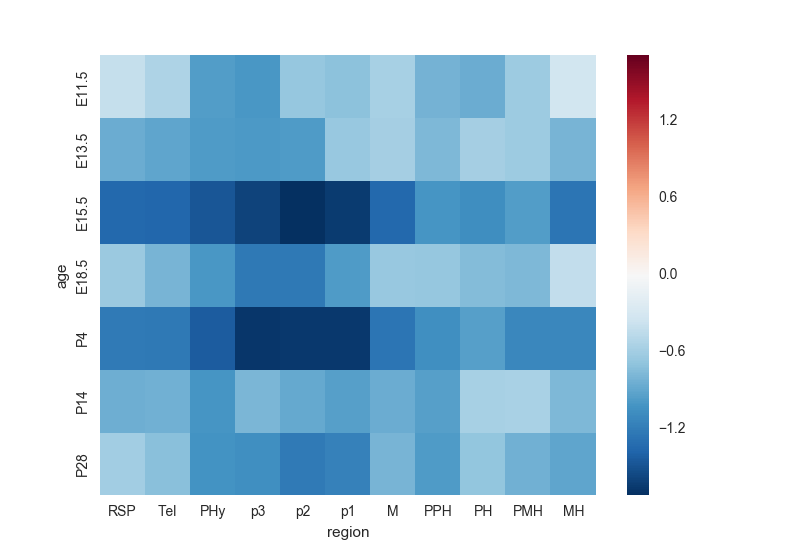 E11.5
E13.5
E15.5
E18.5
P4
P14
P28
age
RSP Tel PHy p3 p2 p1 M PPH PH PMH MH
region
1.2
0.6
0.0
−0.6
−1.2